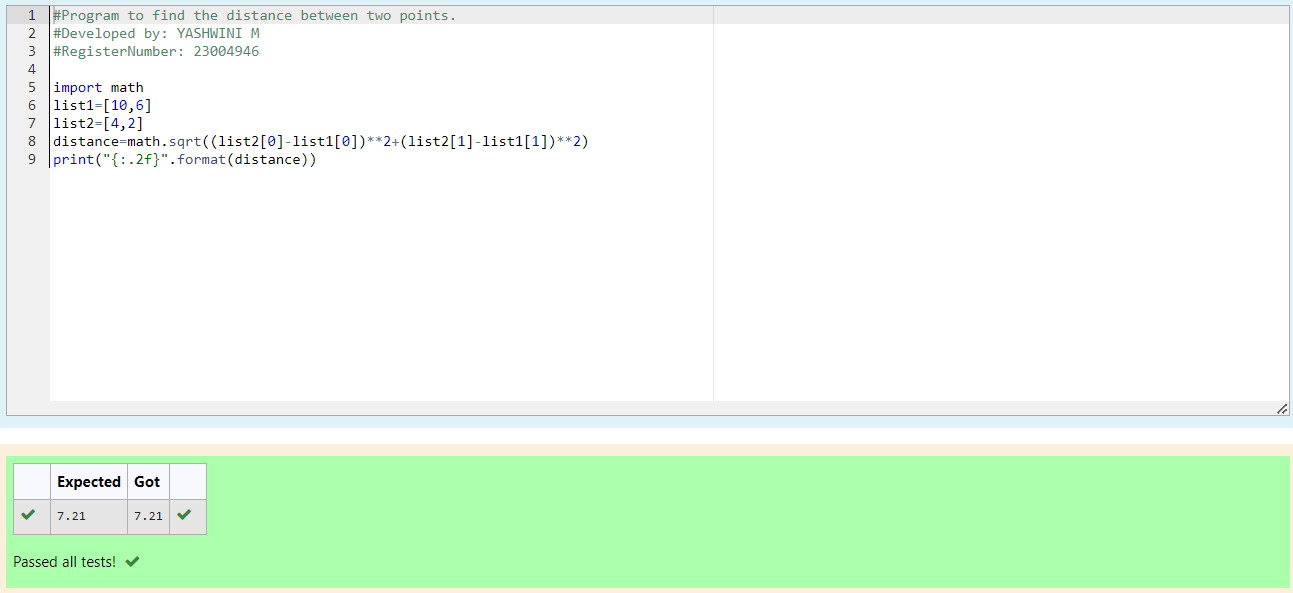 1 #Program to find the distance between two points.
2 #Developed by: YASHWINI M
3 #RegisterNumber: 23004946
4
5 import math
6 list1=[10,6]
7 list2=[4,2]
8 distance=math.sqrt((list2[0]-list1[0])**2+(list2[1]-list1[1])**2)
9 print("{:.2f}".format(distance))
Expected Got
7.21 7.21
Passed all tests!